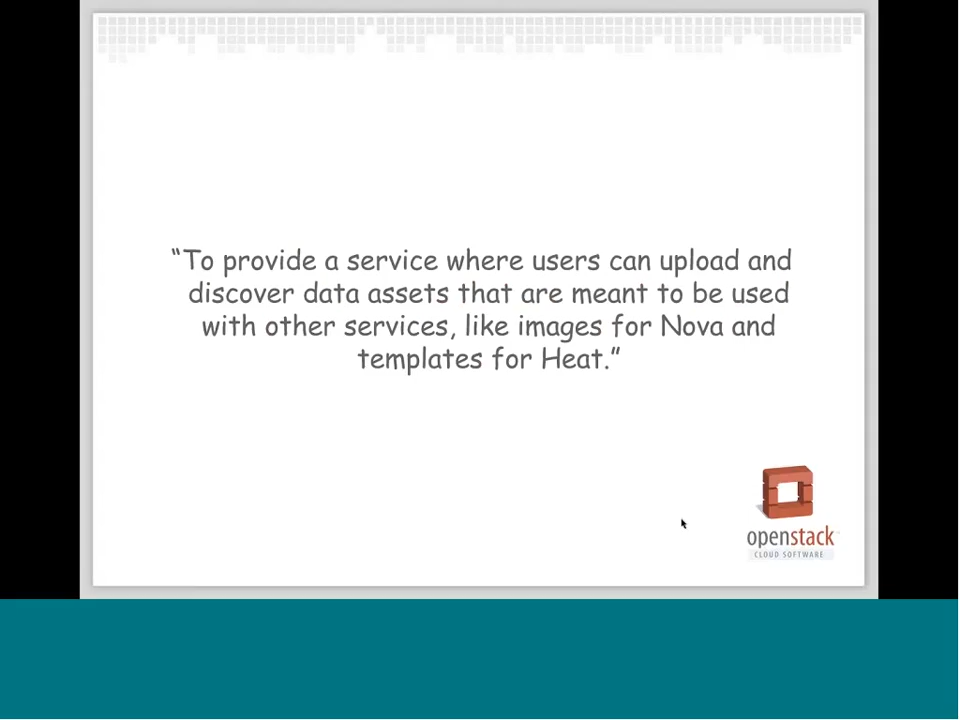 “To provide a service where users can upload and
discover data assets that are meant to be used
with other services, like images for Nova and
templates for Heat.”
openstack
CLOUD SOFTWARE